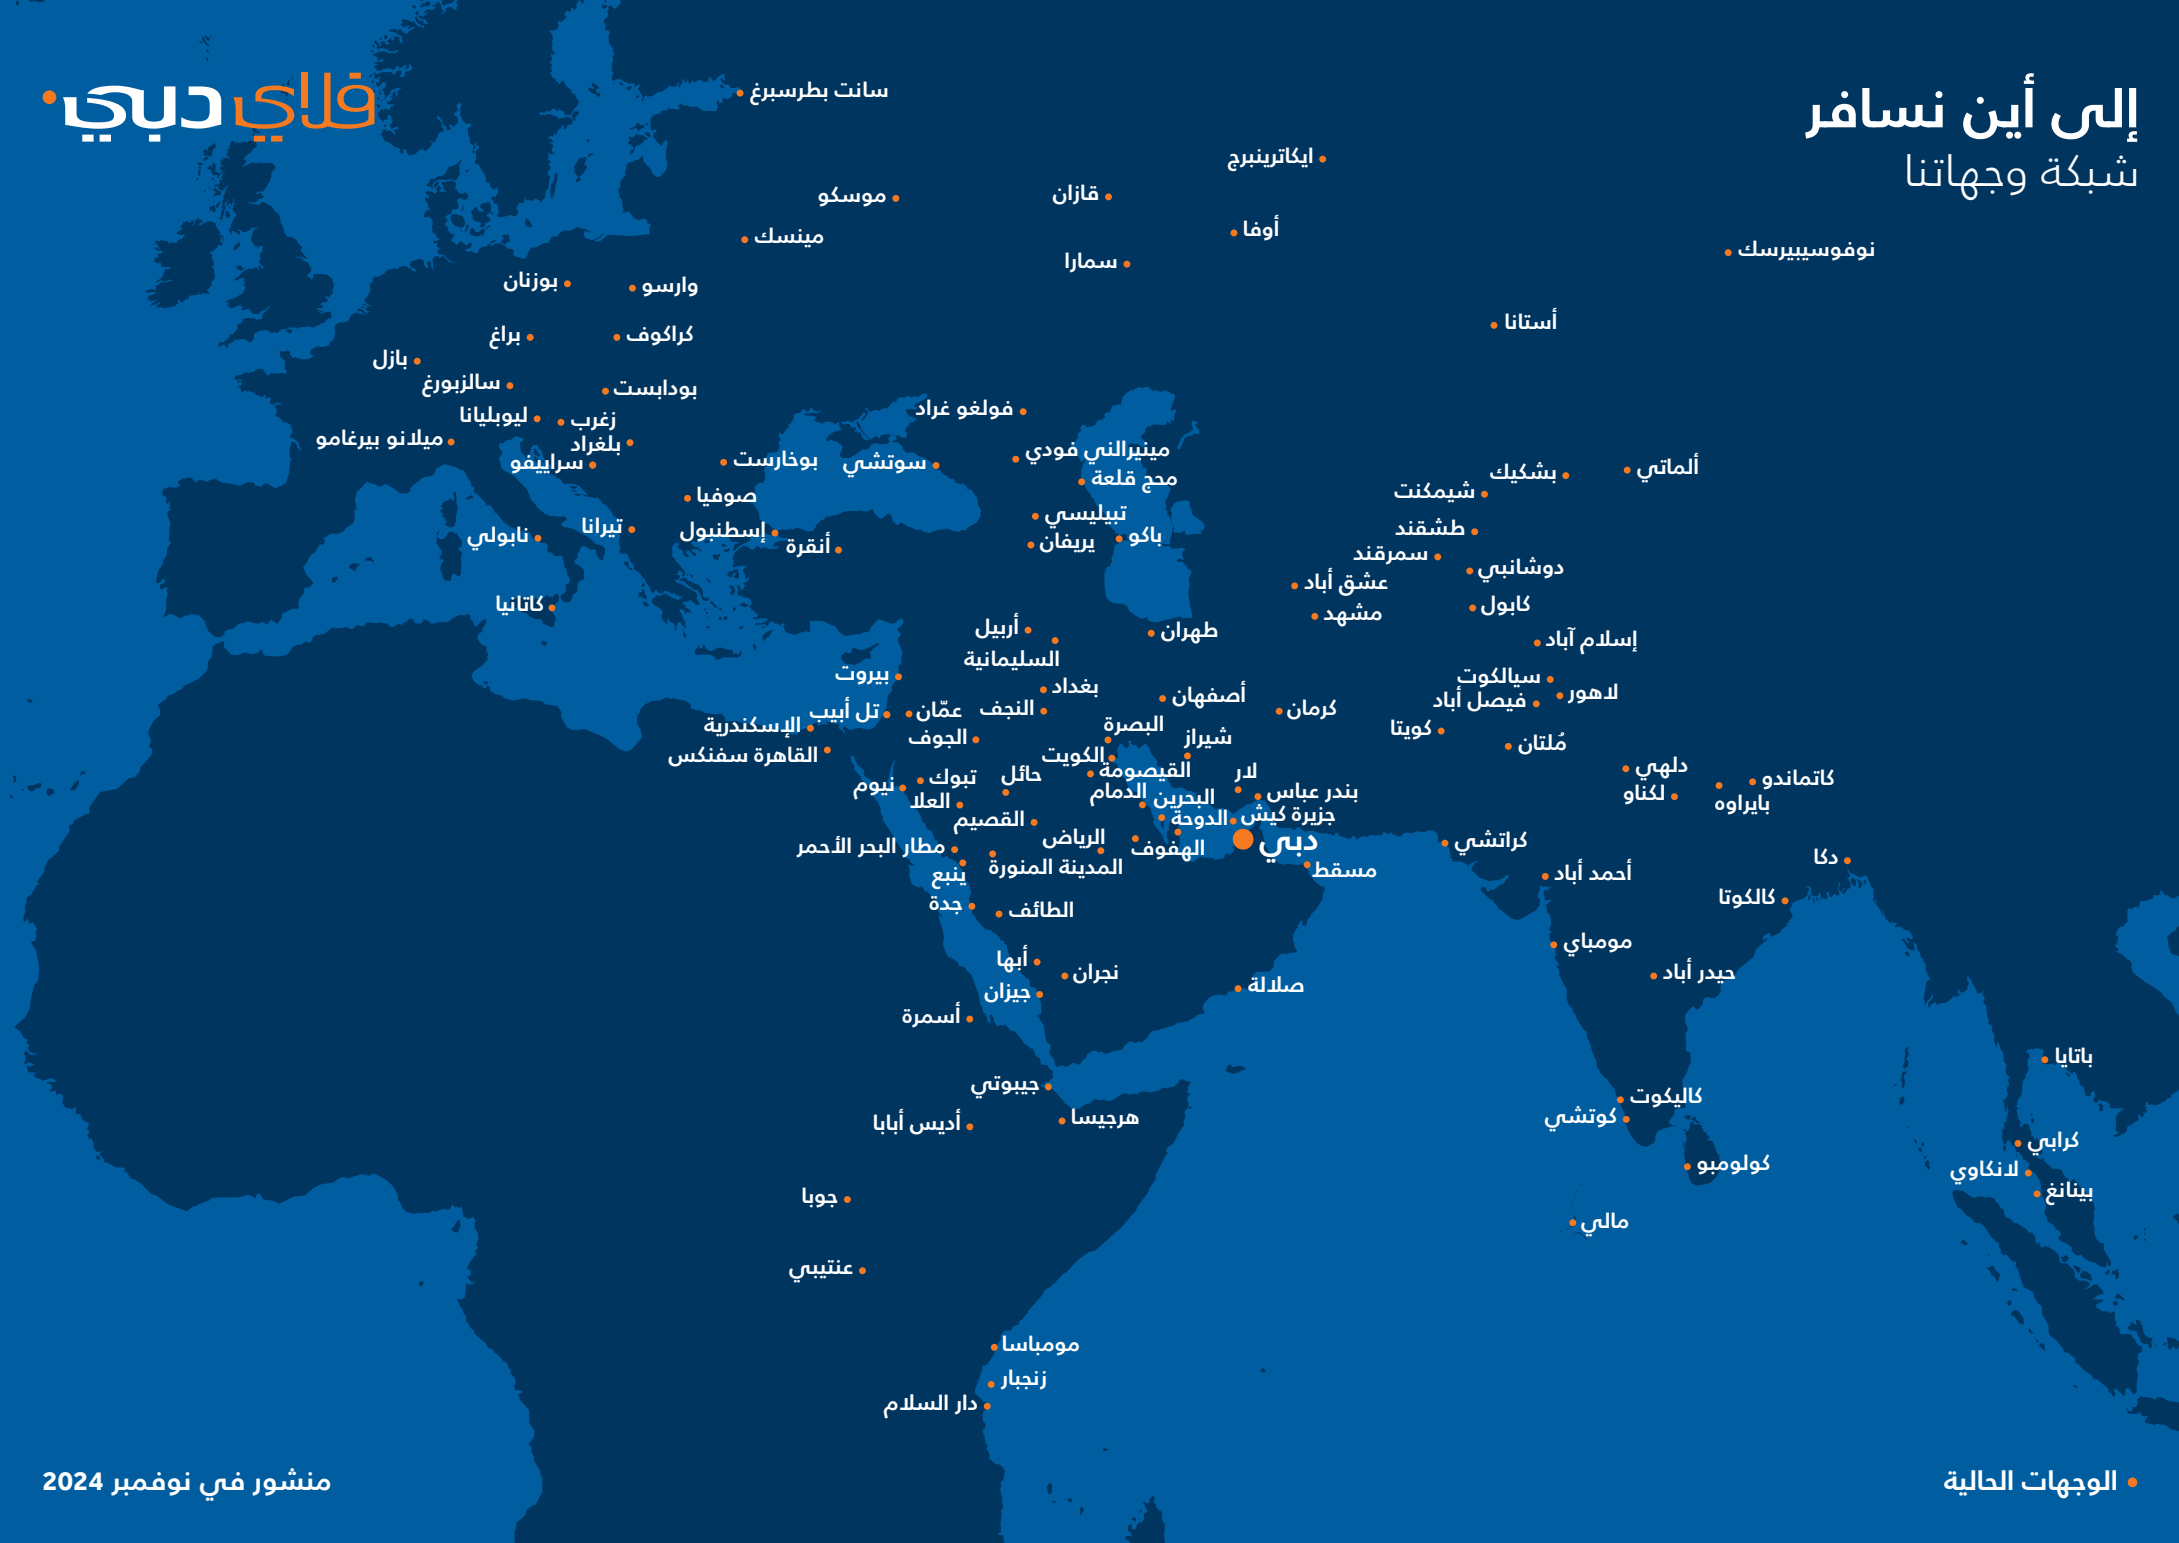 إلى أين نسافر
شبكة وجهاتنا
فلاي دبي
سانت بطرسبرغ
ايكاترينبرج
قازان
موسكو
أوفا
مينسك
نوفوسيبيرسك
سمارا
بوزنان
وارسو
أستانا
براغ
كراكوف
بازل
سالزبورغ
بودابست
فولغو غراد
ليوبليانا
زغرب
ميلانو بيرغامو
بلغراد
مينيرالني فودي
سراييفو
بوخارست
سوتشي
ألماتي
بشكيك
محج قلعة
شيمكنت
صوفيا
تبيليسي
طشقند
تيرانا
إسطنبول
نابولي
باكو
يريفان
أنقرة
سمرقند
دوشانبي
عشق أباد
كاتانيا
كابول
مشهد
أربيل
طهران
إسلام آباد
السليمانية
بيروت
سيالكوت
بغداد
لاهور
أصفهان
فيصل أباد
النجف
كرمان
عمّان
تل أبيب
الإسكندرية
البصرة
كويتا
الجوف
شيراز
مُلتان
القاهرة سفنكس
الكويت
دلهي
القيصومة
لار
حائل
تبوك
كاتماندو
نيوم
الدمام
بندر عباس
لكناو
البحرين
العلا
بايراوه
جزيرة كيش
الدوحة
القصيم
الرياض
دبي
كراتشي
مطار البحر الأحمر
الهفوف
دكا
المدينة المنورة
مسقط
ينبع
أحمد أباد
كالكوتا
جدة
الطائف
مومباي
أبها
نجران
حيدر أباد
صلالة
جيزان
أسمرة
باتايا
جيبوتي
كاليكوت
كوتشي
هرجيسا
أديس أبابا
كرابي
كولومبو
لانكاوي
بينانغ
جوبا
مالي
عنتيبي
مومباسا
زنجبار
دار السلام
الوجهات الحالية
منشور في نوفمبر 2024